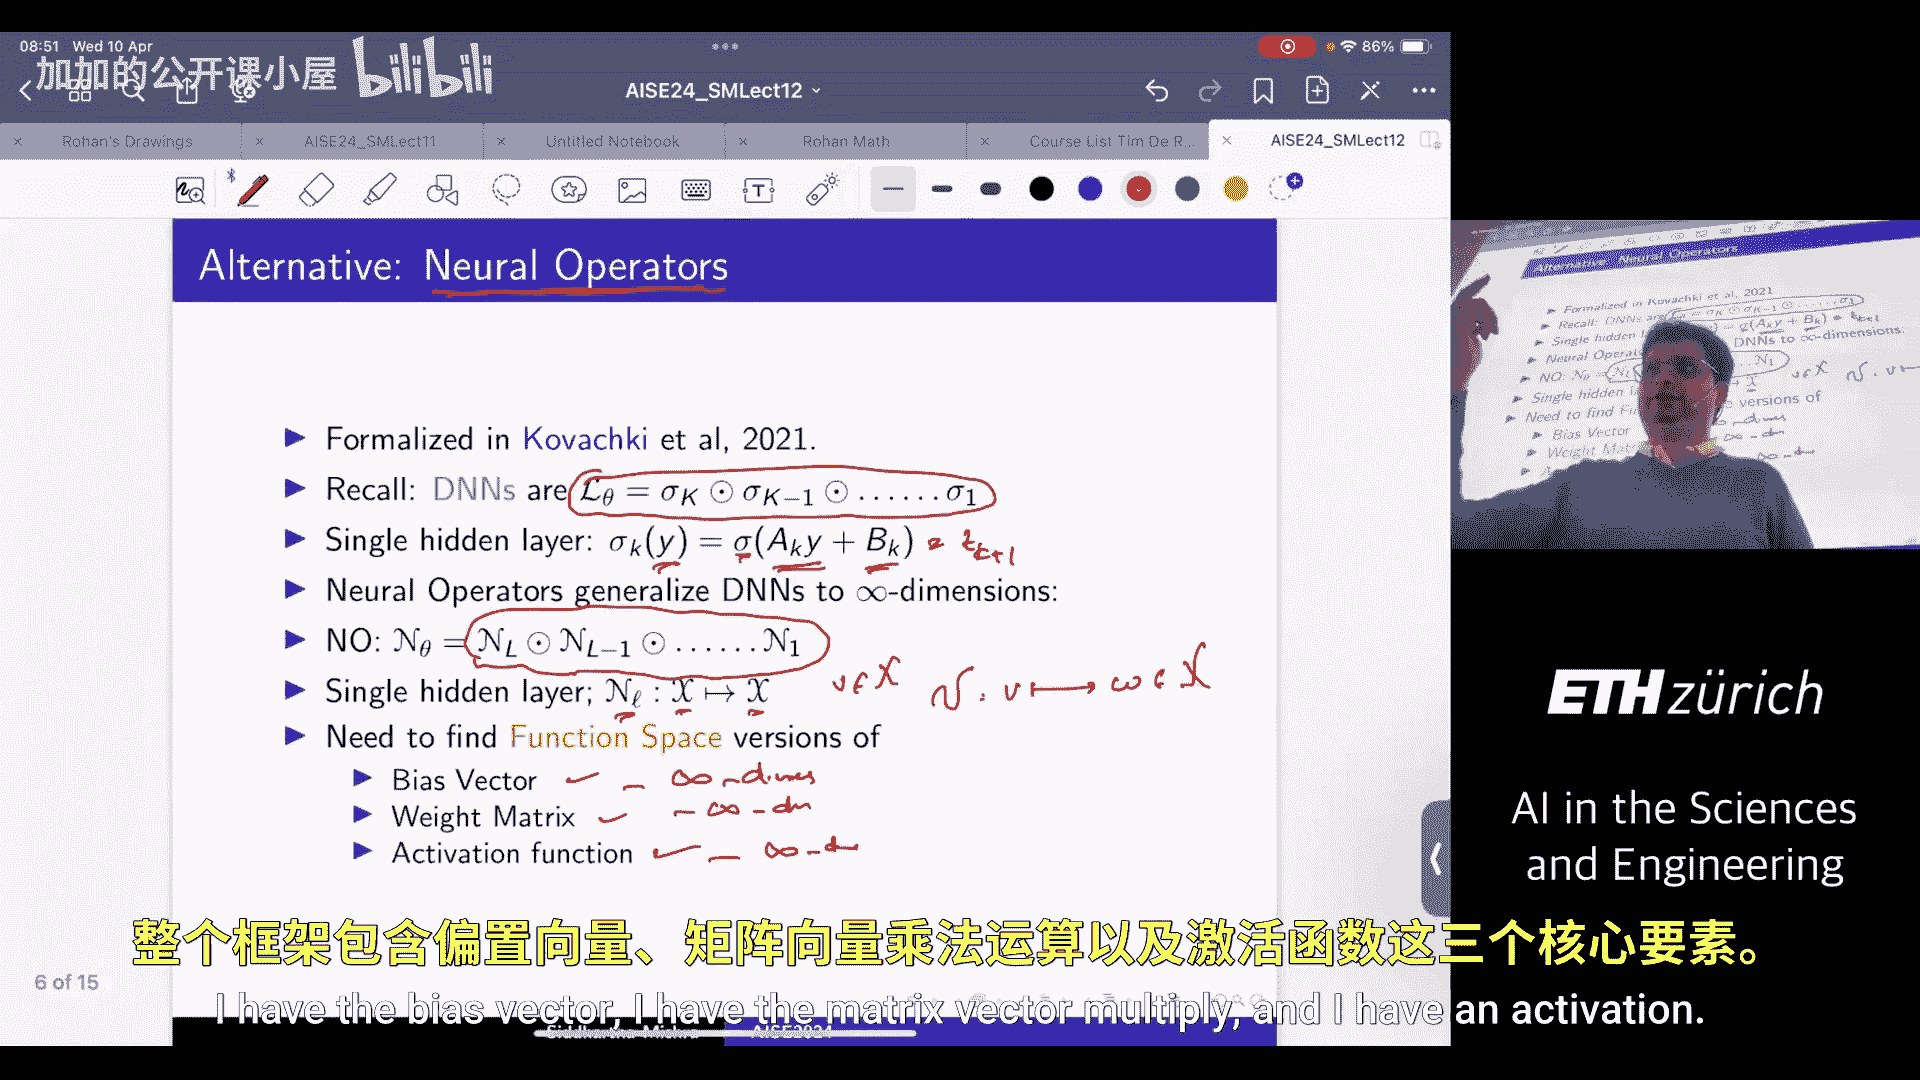 08:51 Wed 10 Apr
86%
加加的公开课小屋 bilibili
AISE24_SMLect12
Rohan's Drawings
AISE24_SMLect11
Untitled Notebook
Rohan Math
Course List Tim De R...
AISE24_SMLect12
Alternative: Neural Operators
▶ Formalized in Kovachki et al, 2021.
▶ Recall: DNNs are ℒ_θ = σ_K ⊙ σ_{K−1} ⊙ ...... σ_1
▶ Single hidden layer: σ_k(y) = σ(A_k y + B_k) = z_{k+1}
▶ Neural Operators generalize DNNs to ∞-dimensions:
▶ NO: 𝒩_θ = 𝒩_L ⊙ 𝒩_{L−1} ⊙ ...... 𝒩_1
▶ Single hidden layer; 𝒩_ℓ : 𝒳 ↦ 𝒳 v ∈ 𝒳 𝒩 : v ↦ w ∈ 𝒳
▶ Need to find Function Space versions of
▶ Bias Vector ✓ – ∞-dims
▶ Weight Matrix ✓ – ∞-dm
▶ Activation function ✓ – ∞-d
6 of 15
Siddhartha Mishra AISE2024
ETH zürich
AI in the Sciences
and Engineering
整个框架包含偏置向量、矩阵向量乘法运算以及激活函数这三个核心要素。
I have the bias vector, I have the matrix vector multiply, and I have an activation.